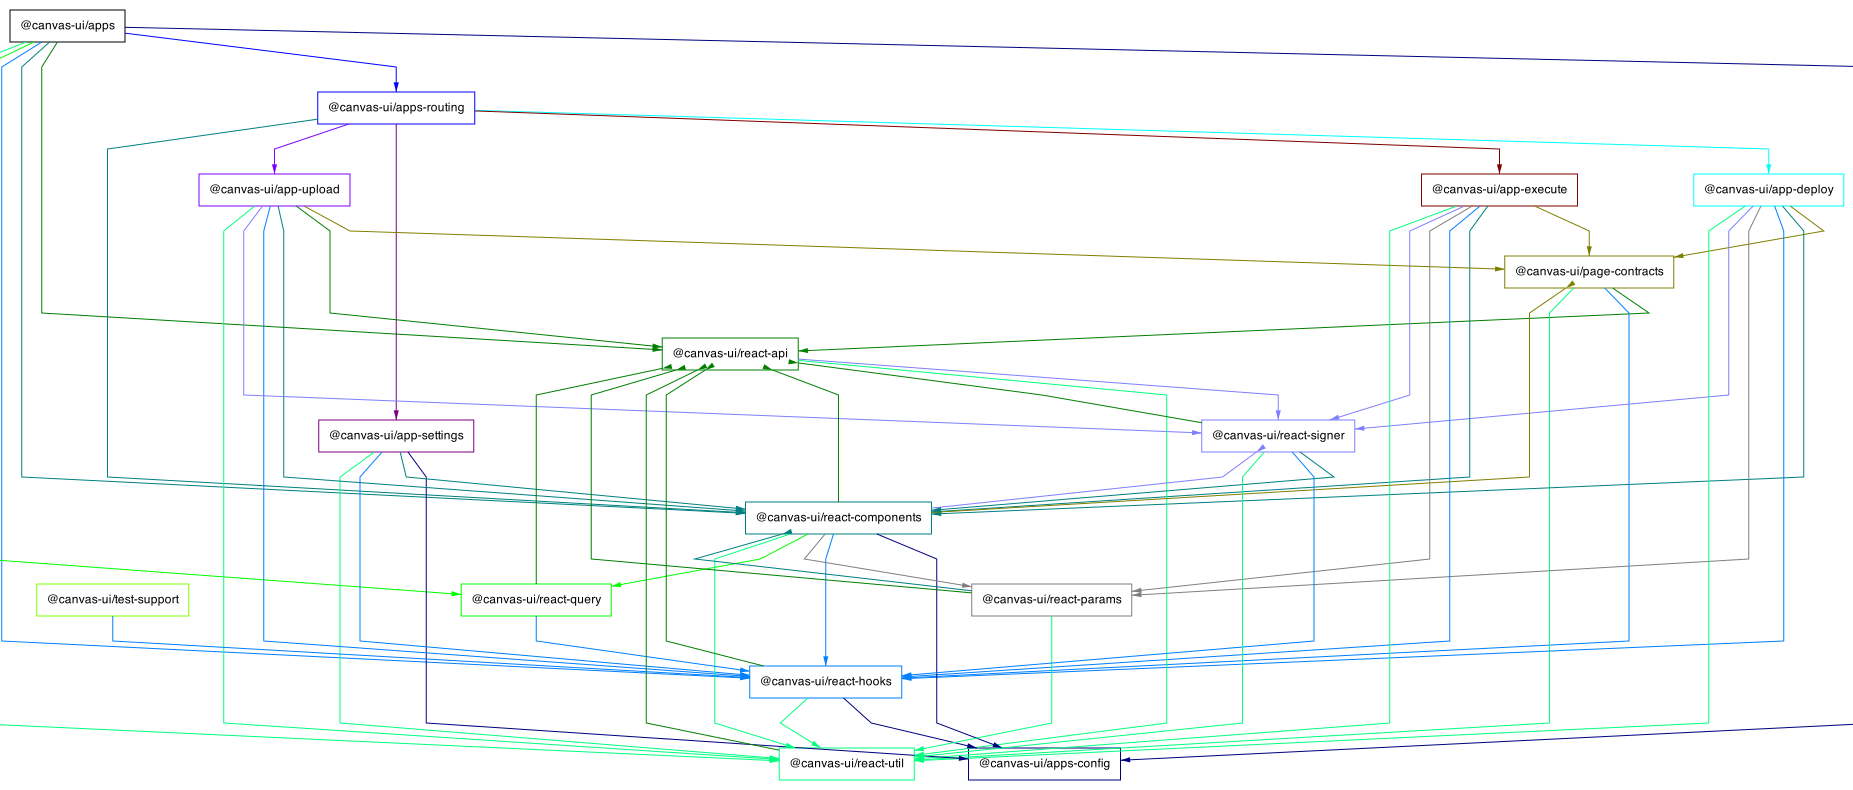 @canvas-ui/apps
@canvas-ui/apps-routing
@canvas-ui/app-upload
@canvas-ui/app-execute
@canvas-ui/app-deploy
@canvas-ui/page-contracts
@canvas-ui/react-api
@canvas-ui/app-settings
@canvas-ui/react-signer
@canvas-ui/react-components
@canvas-ui/test-support
@canvas-ui/react-query
@canvas-ui/react-params
@canvas-ui/react-hooks
@canvas-ui/react-util
@canvas-ui/apps-config